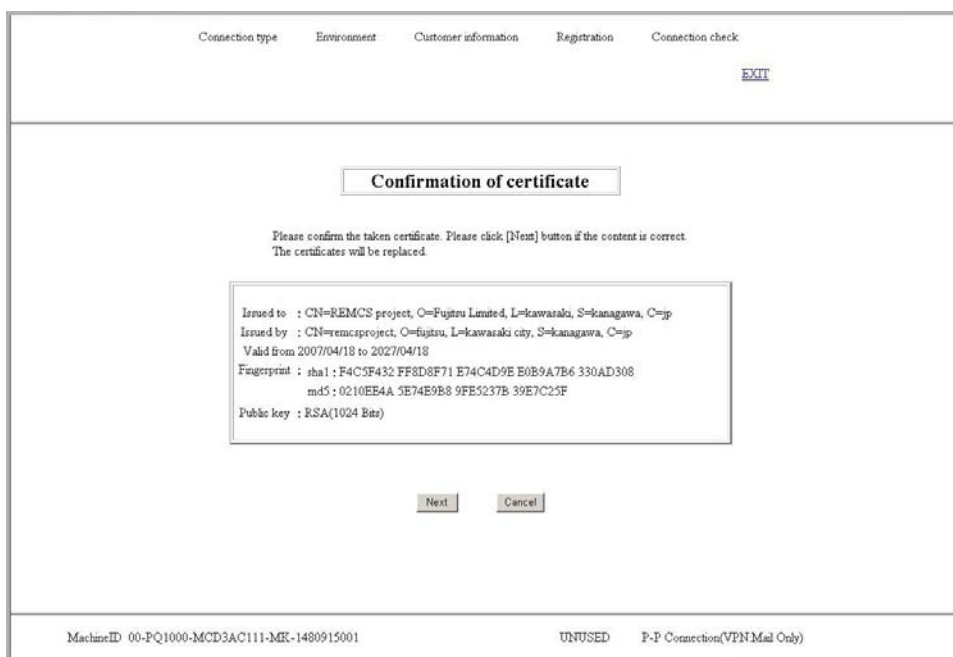 Connection type Environment Customer information Registration Connection check
EXIT
Confirmation of certificate
Please confirm the taken certificate. Please click [Next] button if the content is correct.
The certificates will be replaced.
Issued to : CN=REMCS project, O=Fujitsu Limited, L=kawasaki, S=kanagawa, C=jp
Issued by : CN=remcsproject, O=fujitsu, L=kawasaki city, S=kanagawa, C=jp
Valid from 2007/04/18 to 2027/04/18
Fingerprint : sha1 : F4C5F432 FF8D8F71 E74C4D9E E0B9A7B6 330AD308
md5 : 0210EE4A 5E74E9B8 9FE5237B 39E7C25F
Public key : RSA(1024 Bits)
Next Cancel
MachineID 00-PQ1000-MCD3AC111-MK-1480915001 UNUSED P-P Connection(VPN:Mail Only)